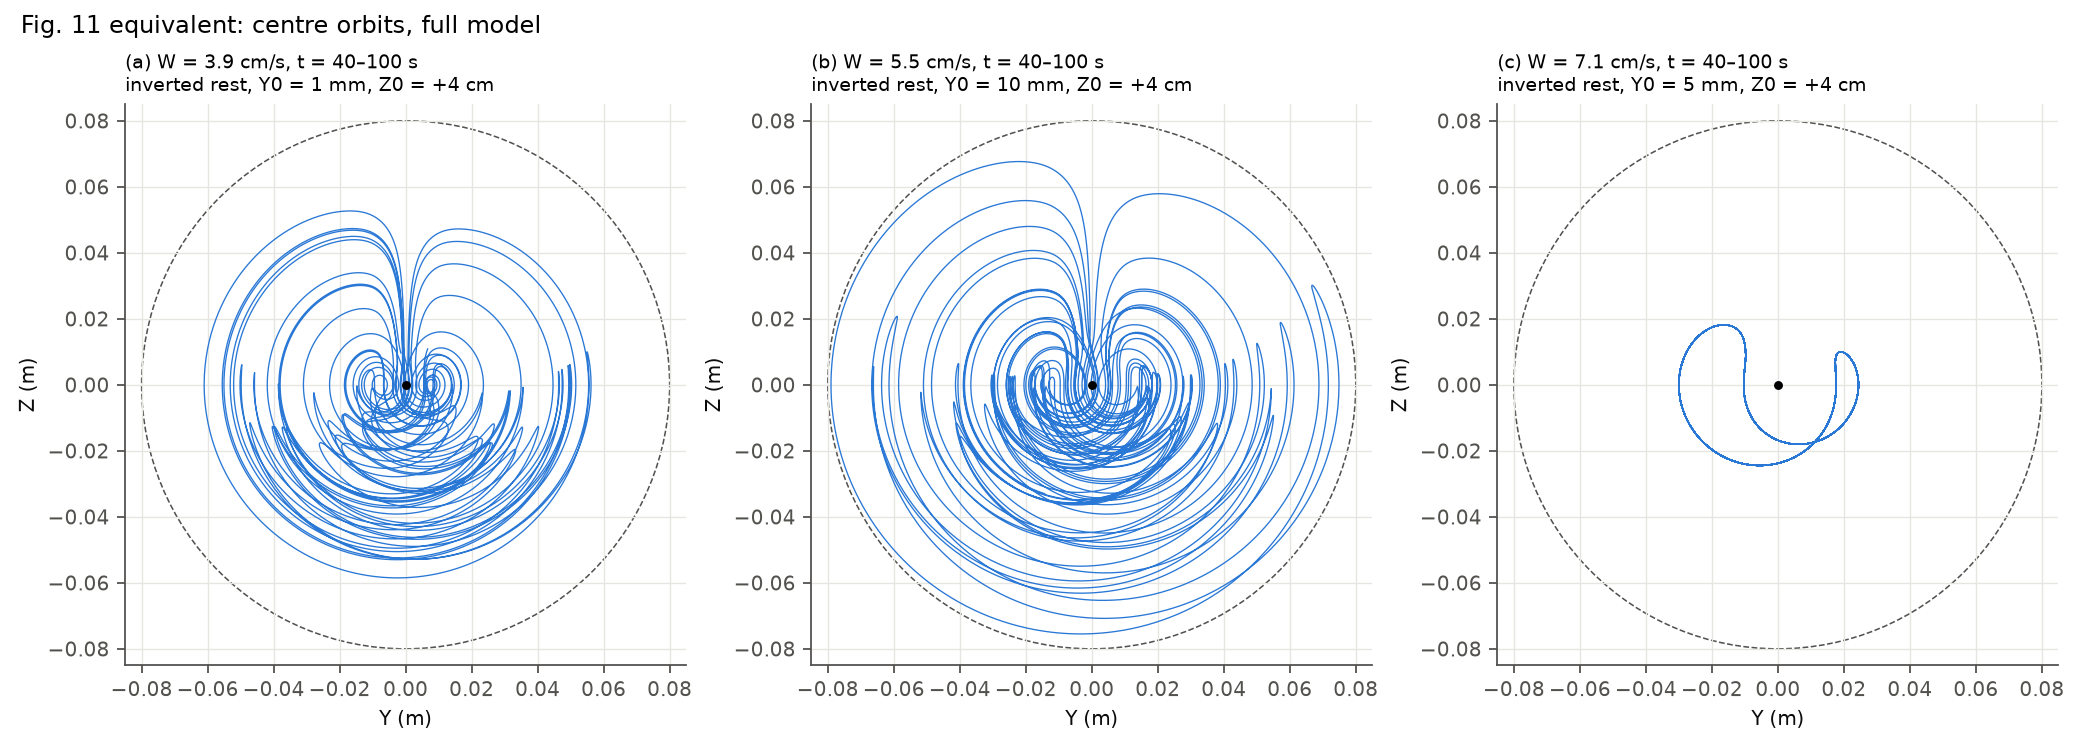 Fig. 11 equivalent: centre orbits, full model
(a) W = 3.9 cm/s, t = 40–100 s
inverted rest, Y0 = 1 mm, Z0 = +4 cm
0.08
0.06
0.04
0.02
0.00
−0.02
−0.04
−0.06
−0.08
Z (m)
−0.08 −0.06 −0.04 −0.02 0.00 0.02 0.04 0.06 0.08
Y (m)
(b) W = 5.5 cm/s, t = 40–100 s
inverted rest, Y0 = 10 mm, Z0 = +4 cm
0.08
0.06
0.04
0.02
0.00
−0.02
−0.04
−0.06
−0.08
Z (m)
−0.08 −0.06 −0.04 −0.02 0.00 0.02 0.04 0.06 0.08
Y (m)
(c) W = 7.1 cm/s, t = 40–100 s
inverted rest, Y0 = 5 mm, Z0 = +4 cm
0.08
0.06
0.04
0.02
0.00
−0.02
−0.04
−0.06
−0.08
Z (m)
−0.08 −0.06 −0.04 −0.02 0.00 0.02 0.04 0.06 0.08
Y (m)